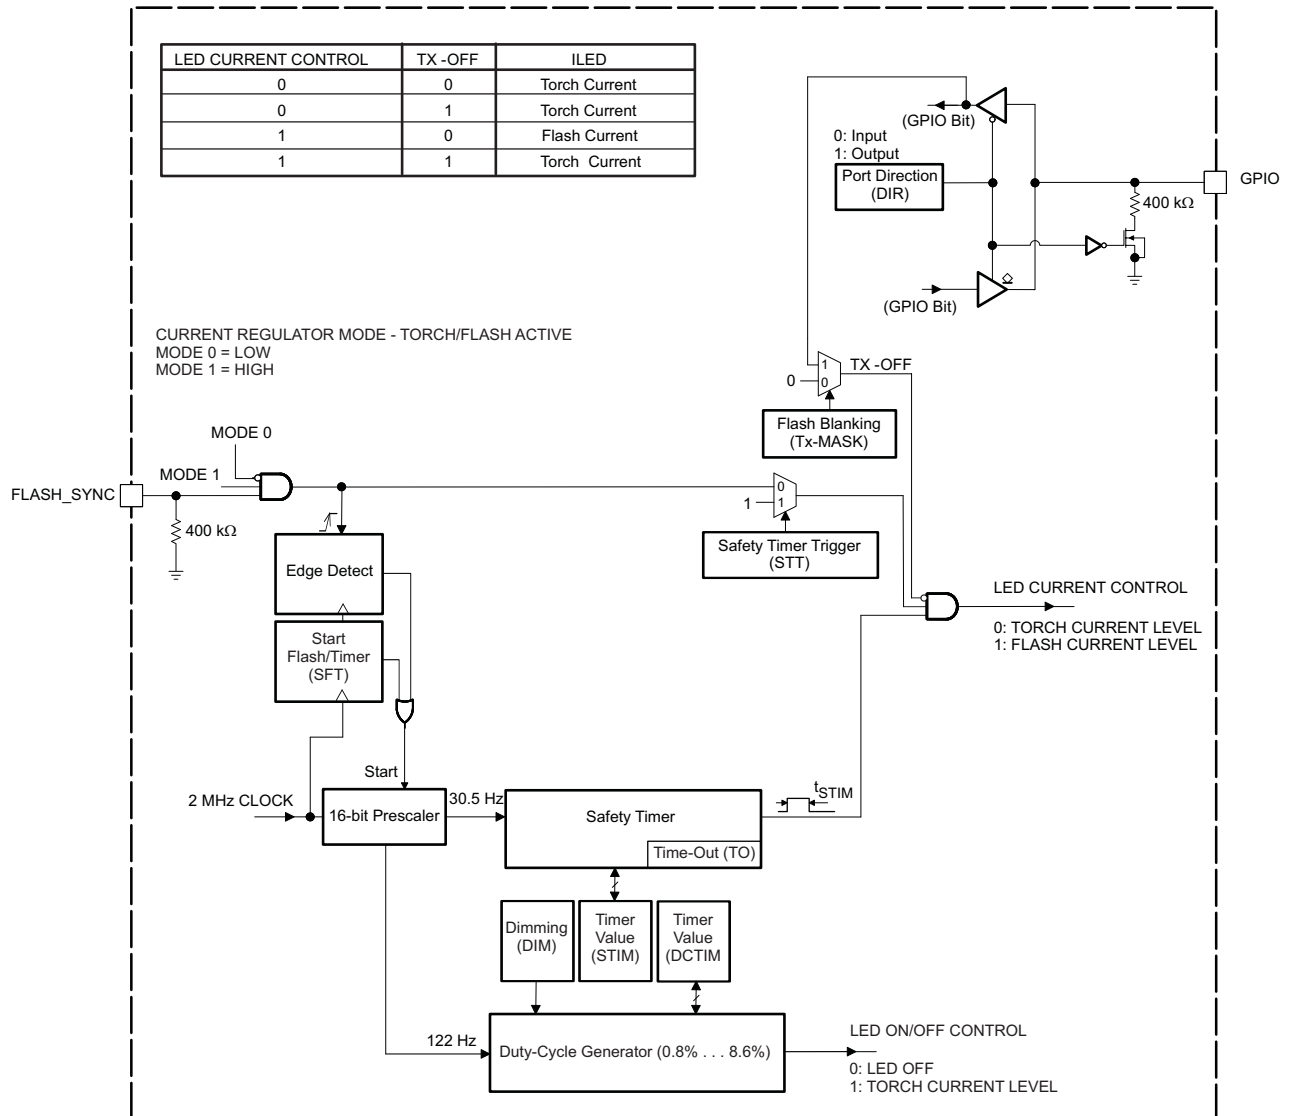 LED CURRENT CONTROL TX -OFF ILED
0 0 Torch Current
0 1 Torch Current
1 0 Flash Current
1 1 Torch Current
(GPIO Bit)
0: Input
1: Output
Port Direction
(DIR)
GPIO
400 kΩ
(GPIO Bit)
CURRENT REGULATOR MODE - TORCH/FLASH ACTIVE
MODE 0 = LOW
MODE 1 = HIGH
1
0 0
TX -OFF
Flash Blanking
(Tx-MASK)
MODE 0
MODE 1
FLASH_SYNC
400 kΩ
0
1 1
Safety Timer Trigger
(STT)
Edge Detect
Start
Flash/Timer
(SFT)
LED CURRENT CONTROL
0: TORCH CURRENT LEVEL
1: FLASH CURRENT LEVEL
Start
2 MHz CLOCK
16-bit Prescaler
30.5 Hz
Safety Timer
Time-Out (TO)
tSTIM
Dimming
(DIM)
Timer
Value
(STIM)
Timer
Value
(DCTIM
122 Hz
Duty-Cycle Generator (0.8% . . . 8.6%)
LED ON/OFF CONTROL
0: LED OFF
1: TORCH CURRENT LEVEL